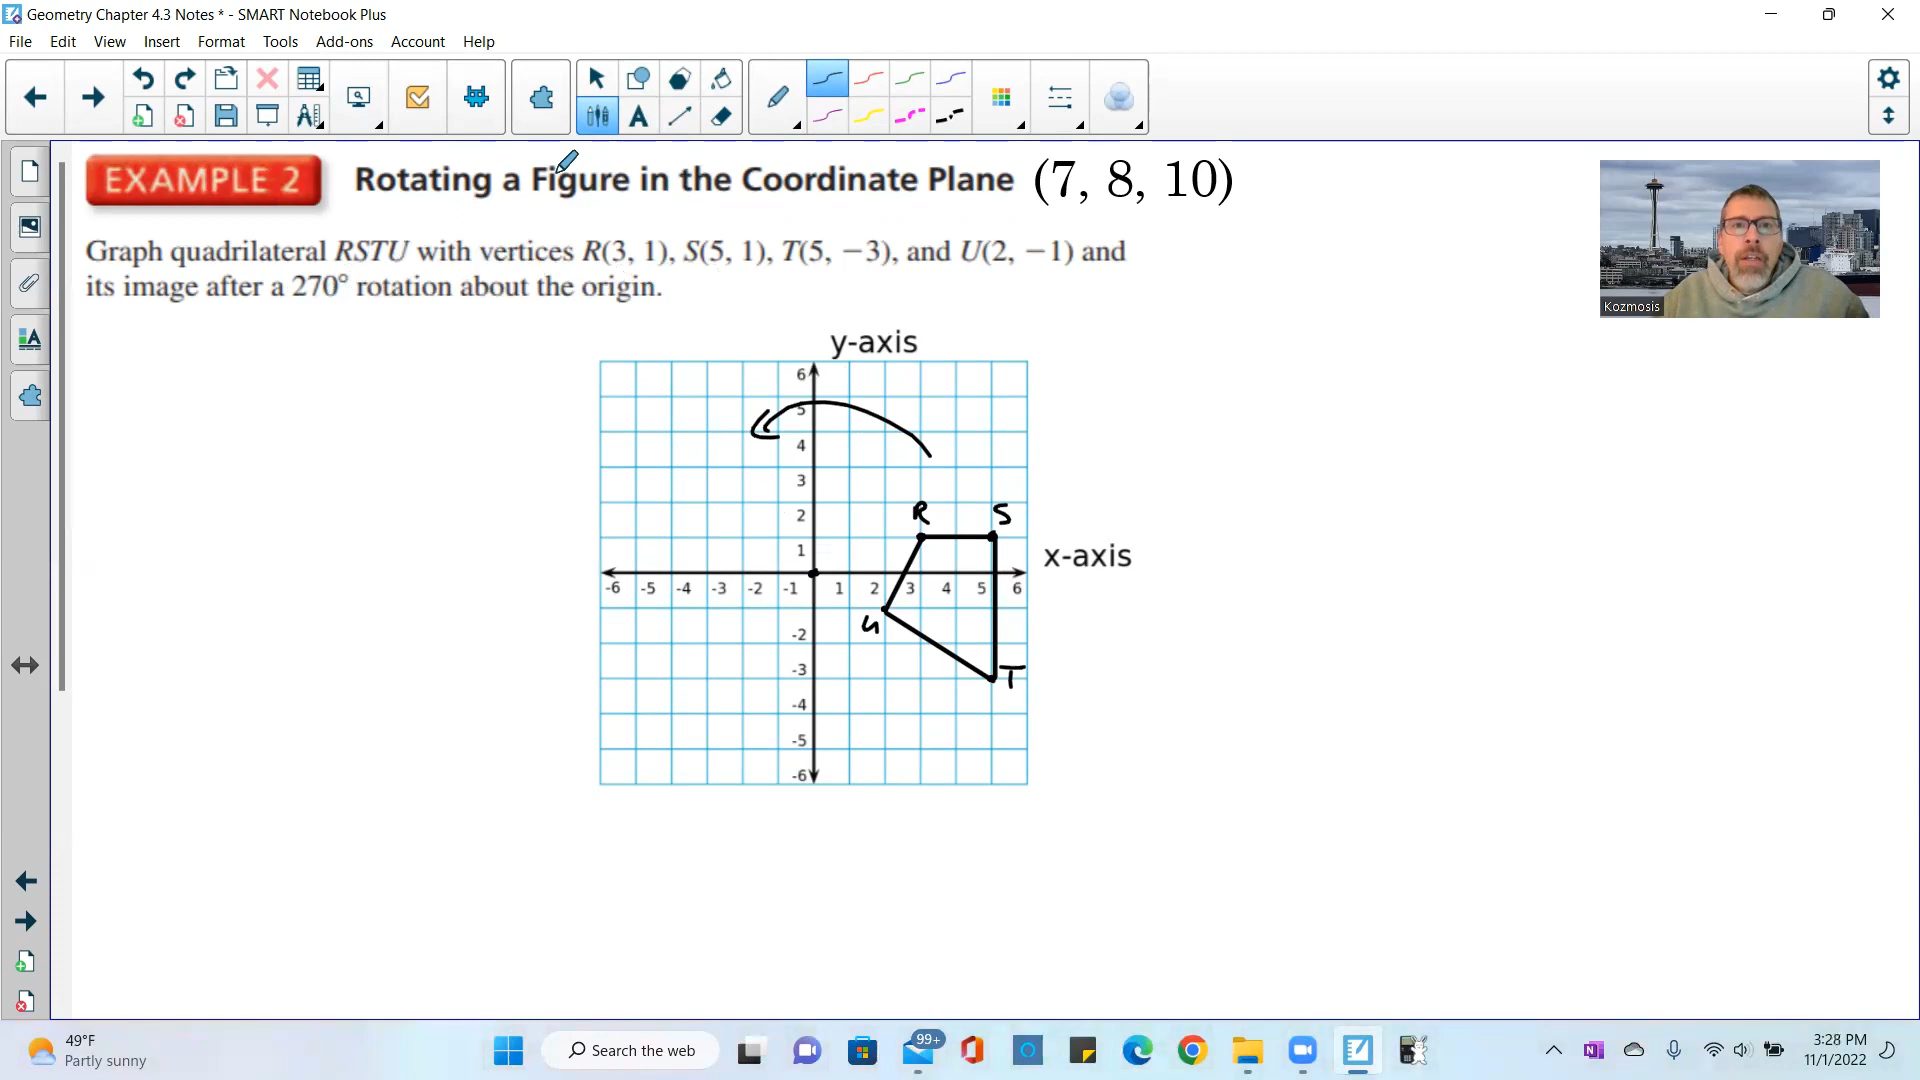 Geometry Chapter 4.3 Notes * - SMART Notebook Plus
File Edit View Insert Format Tools Add-ons Account Help
EXAMPLE 2 Rotating a Figure in the Coordinate Plane (7, 8, 10)
Graph quadrilateral RSTU with vertices R(3, 1), S(5, 1), T(5, −3), and U(2, −1) and
its image after a 270° rotation about the origin.
Kozmosis
y-axis
6
5
4
3
R S
2
1
x-axis
-6 -5 -4 -3 -2 -1 1 2 3 4 5 6
U
-2
-3
T
-4
-5
-6
49°F
Partly sunny
Search the web
99+
3:28 PM
11/1/2022